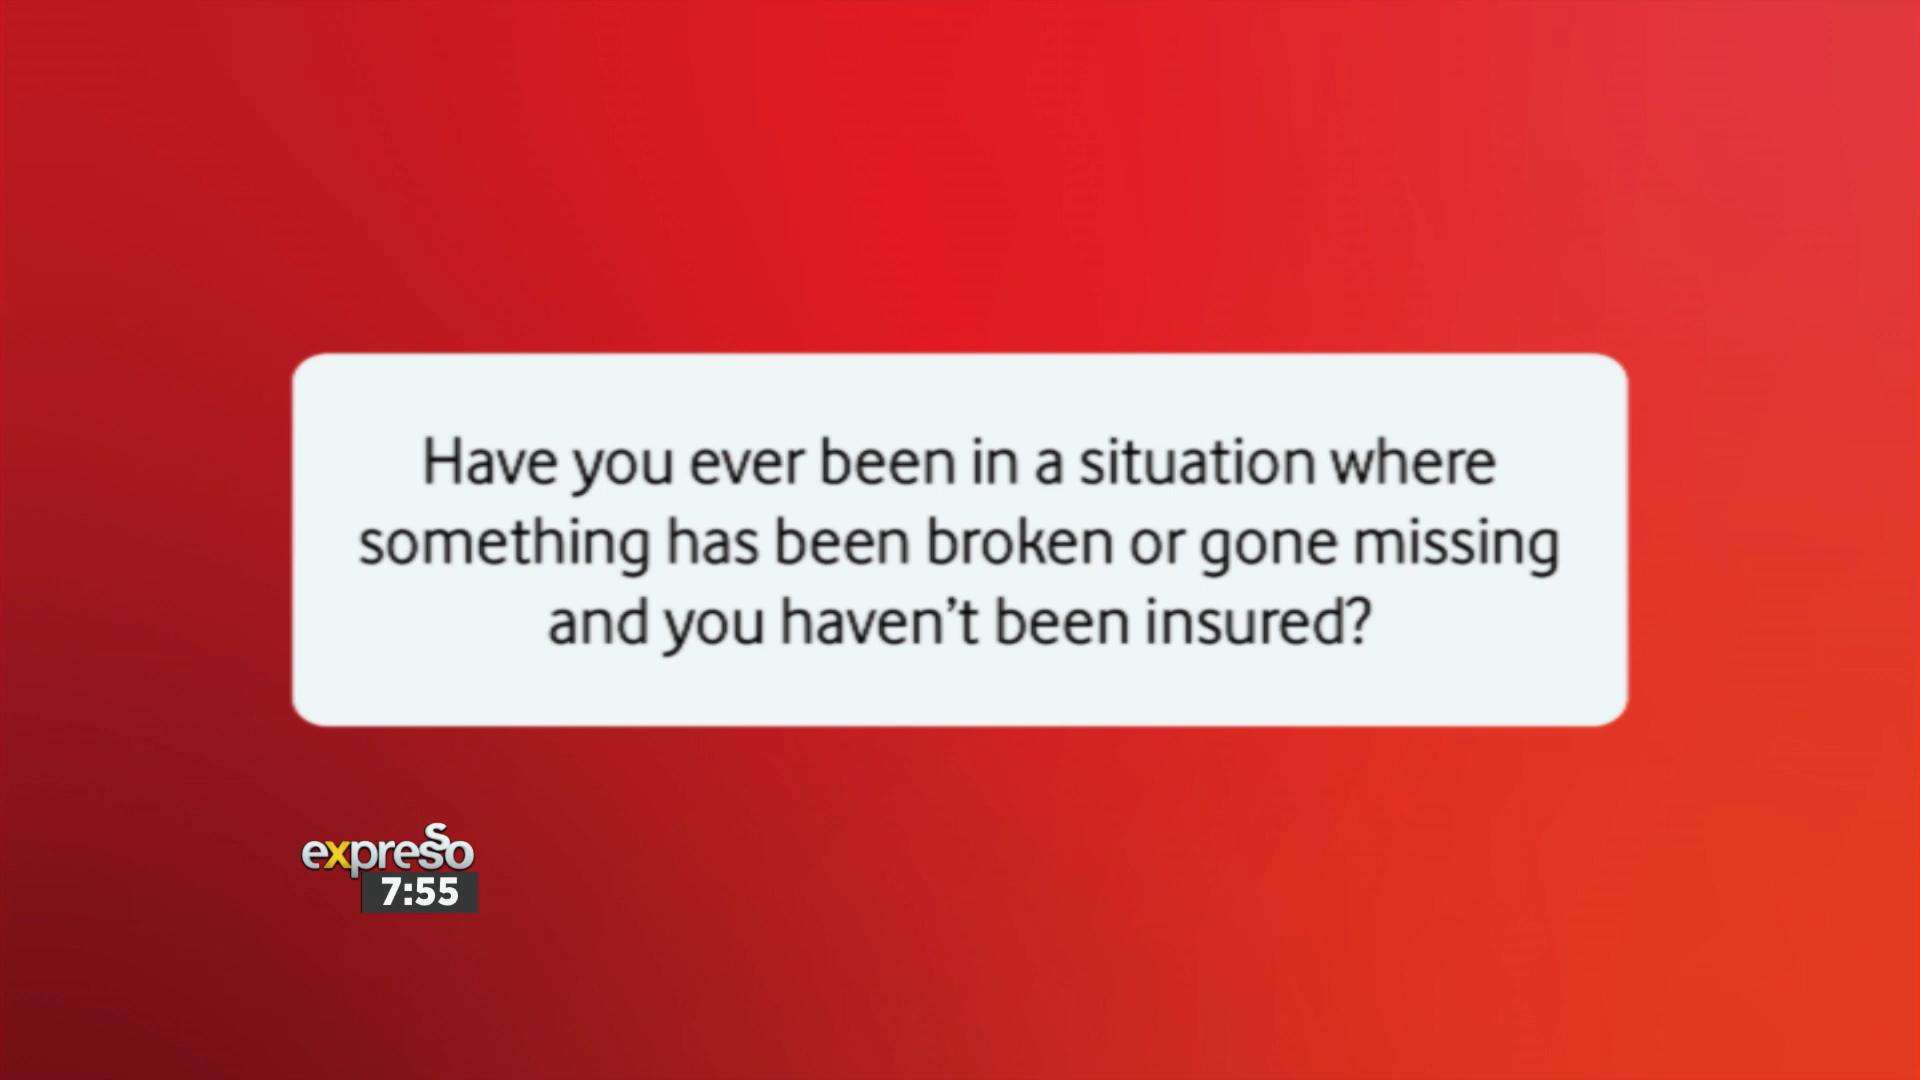 Have you ever been in a situation where
something has been broken or gone missing
and you haven't been insured?
expresso
7:55